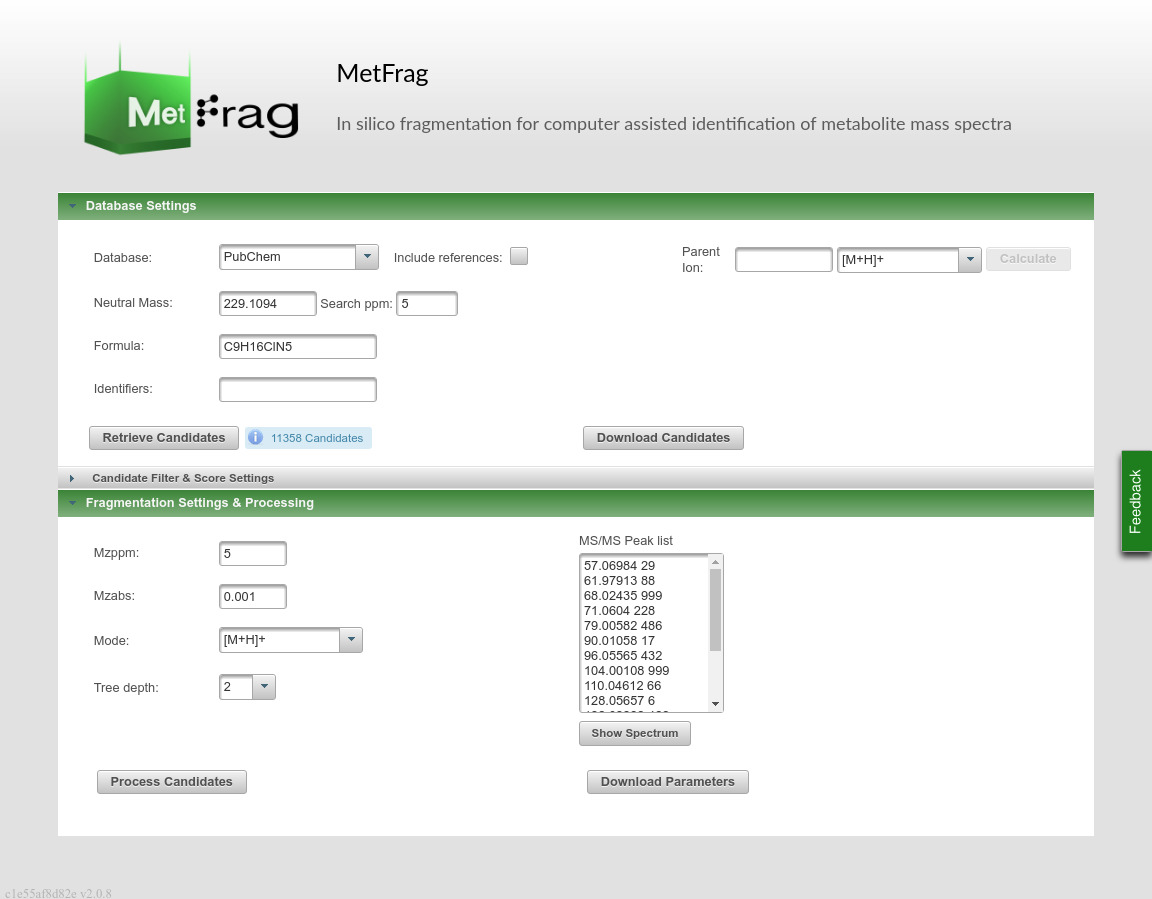 MetFrag
MetFrag
In silico fragmentation for computer assisted identification of metabolite mass spectra
Database Settings
Database: PubChem Include references: Parent Ion: [M+H]+ Calculate
Neutral Mass: 229.1094 Search ppm: 5
Formula: C9H16ClN5
Identifiers:
Retrieve Candidates 11358 Candidates Download Candidates
Candidate Filter & Score Settings
Fragmentation Settings & Processing
Mzppm: 5
Mzabs: 0.001
Mode: [M+H]+
Tree depth: 2
MS/MS Peak list
57.06984 29
61.97913 88
68.02435 999
71.0604 228
79.00582 486
90.01058 17
96.05565 432
104.00108 999
110.04612 66
128.05657 6
Show Spectrum
Process Candidates Download Parameters
Feedback
c1e55af8d82e v2.0.8